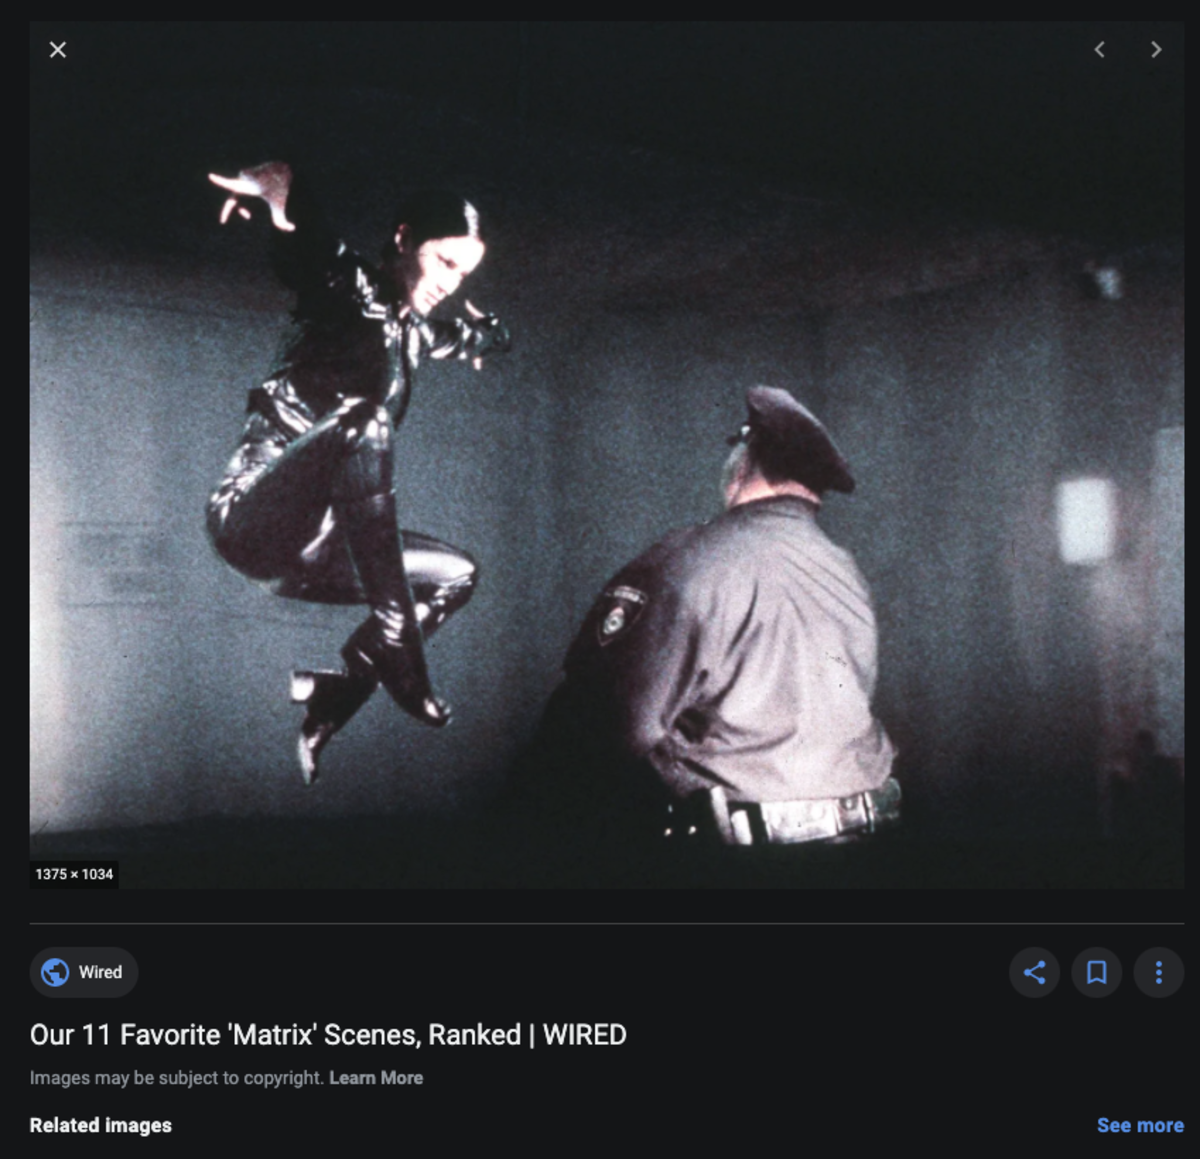 1375 × 1034
Wired
Our 11 Favorite 'Matrix' Scenes, Ranked | WIRED
Images may be subject to copyright. Learn More
Related images
See more